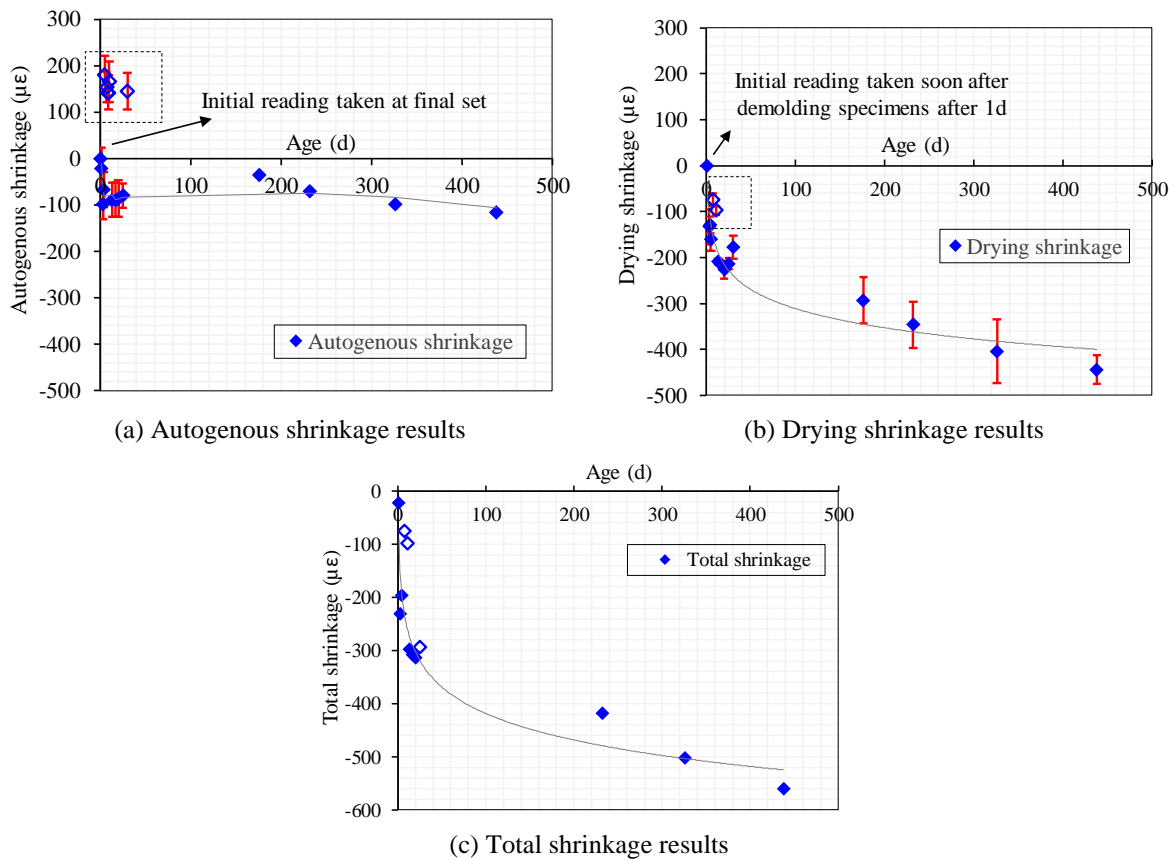 300
200
100
0
-100
-200
-300
-400
-500
Autogenous shrinkage (με)
Initial reading taken at final set
Age (d)
0 100 200 300 400 500
Autogenous shrinkage
(a) Autogenous shrinkage results
300
200
100
0
-100
-200
-300
-400
-500
Drying shrinkage (με)
Initial reading taken soon after
demolding specimens after 1d
Age (d)
0 100 200 300 400 500
Drying shrinkage
(b) Drying shrinkage results
Age (d)
0 100 200 300 400 500
0
-100
-200
-300
-400
-500
-600
Total shrinkage (με)
Total shrinkage
(c) Total shrinkage results